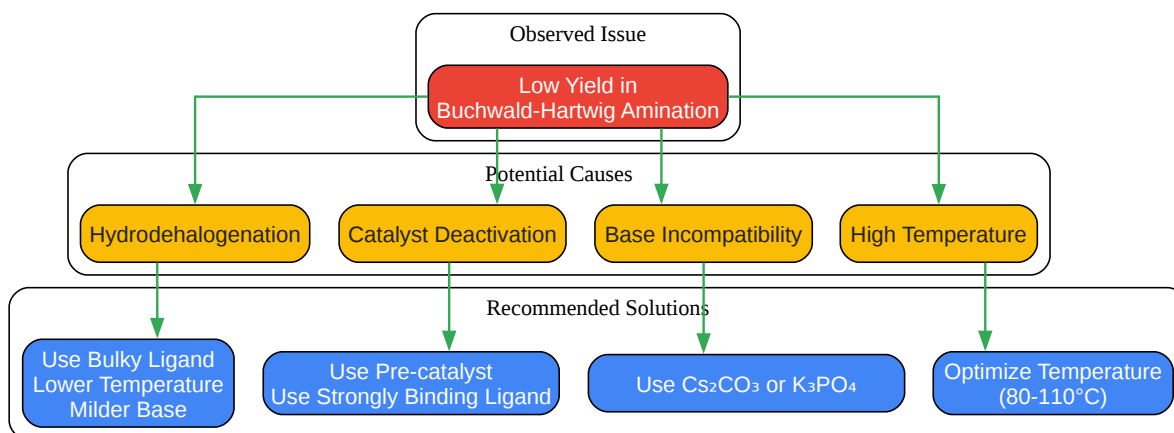 Observed Issue
Low Yield in
Buchwald-Hartwig Amination
Potential Causes
Hydrodehalogenation
Catalyst Deactivation
Base Incompatibility
High Temperature
Recommended Solutions
Use Bulky Ligand
Lower Temperature
Milder Base
Use Pre-catalyst
Use Strongly Binding Ligand
Use Cs₂CO₃ or K₃PO₄
Optimize Temperature
(80-110°C)